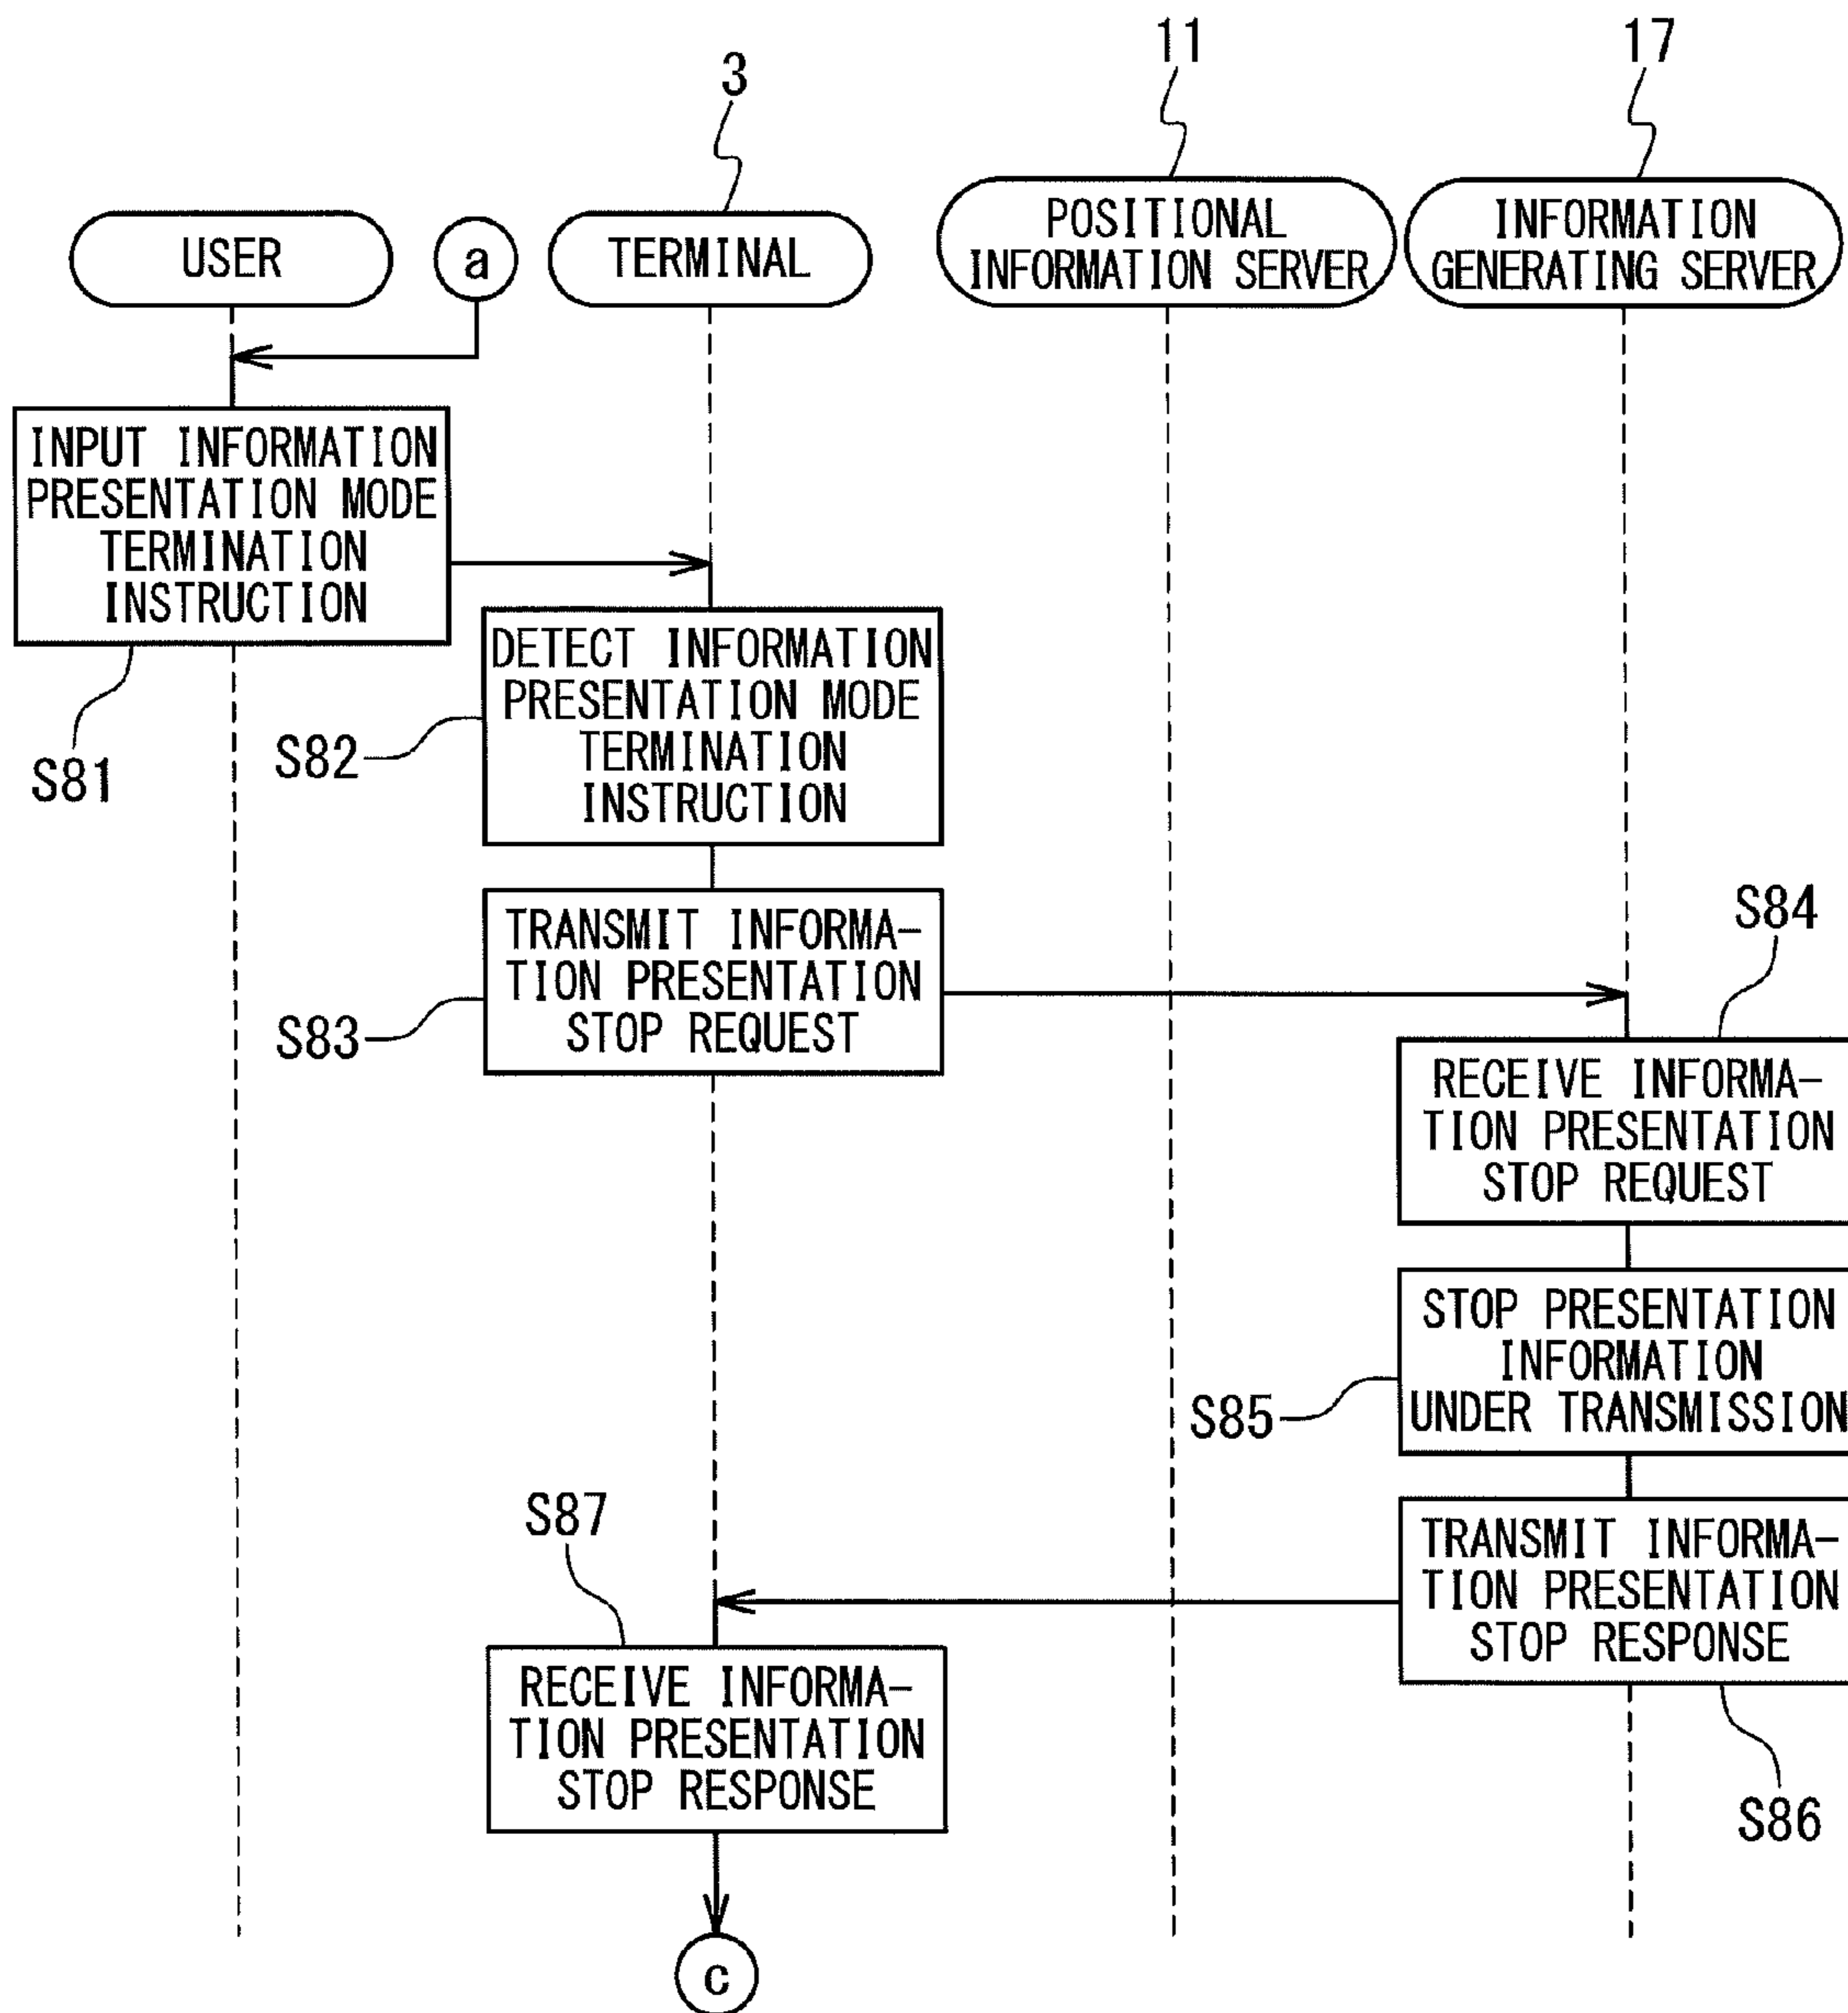 3
11
17
USER
a
TERMINAL
POSITIONAL
INFORMATION SERVER
INFORMATION
GENERATING SERVER
INPUT INFORMATION
PRESENTATION MODE
TERMINATION
INSTRUCTION
S81
DETECT INFORMATION
PRESENTATION MODE
TERMINATION
INSTRUCTION
S82
TRANSMIT INFORMA-
TION PRESENTATION
STOP REQUEST
S83
S84
RECEIVE INFORMA-
TION PRESENTATION
STOP REQUEST
STOP PRESENTATION
INFORMATION
UNDER TRANSMISSION
S85
TRANSMIT INFORMA-
TION PRESENTATION
STOP RESPONSE
S86
S87
RECEIVE INFORMA-
TION PRESENTATION
STOP RESPONSE
c